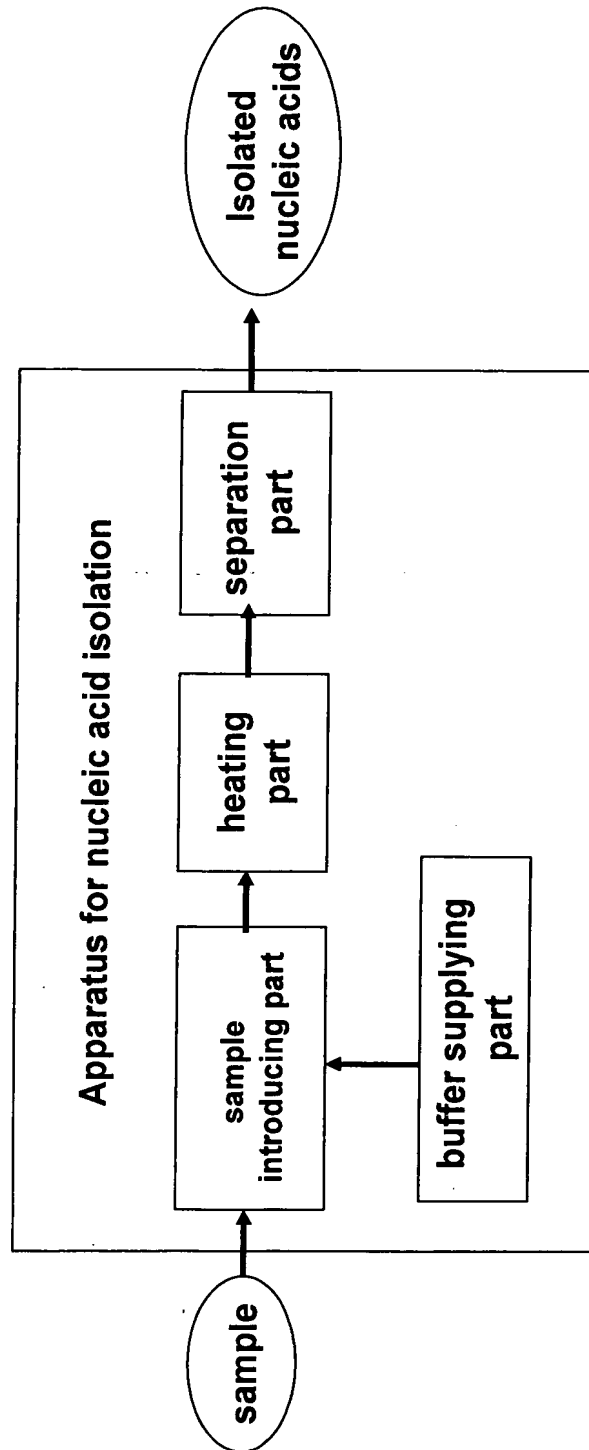 Apparatus for nucleic acid isolation
sample
sample
introducing part
heating
part
separation
part
Isolated
nucleic acids
buffer supplying
part